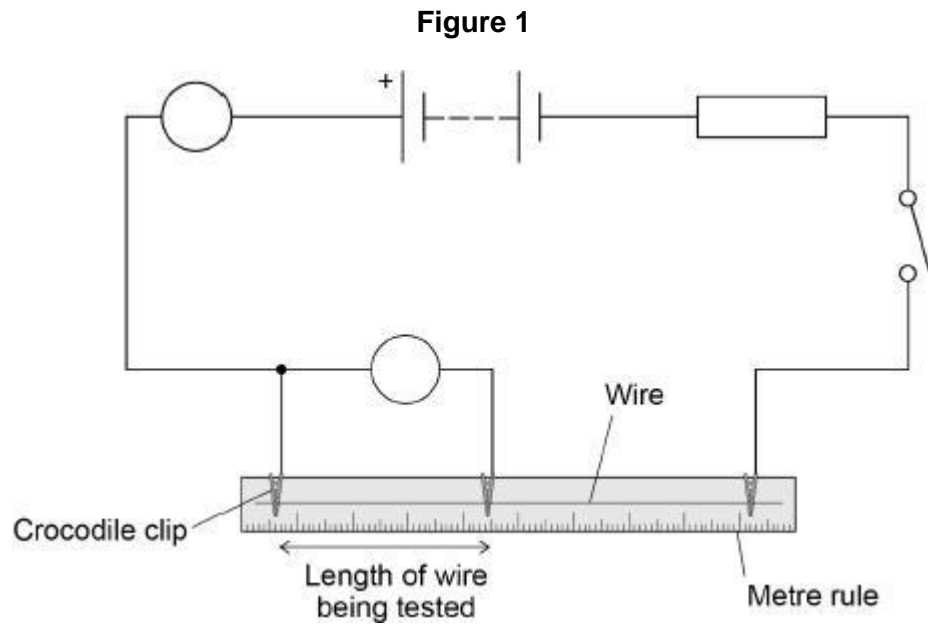 Figure 1
+
Wire
Crocodile clip
Length of wire
being tested
Metre rule